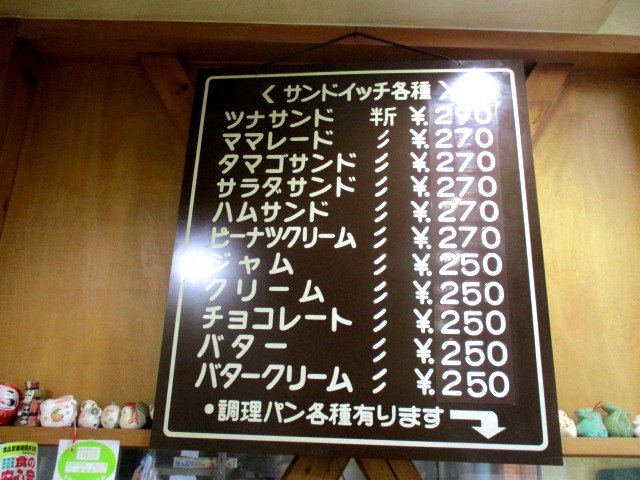 〈サンドイッチ各種〉
ツナサンド 半斤 ¥.290
ママレード 〃 ¥.270
タマゴサンド 〃 ¥.270
サラダサンド 〃 ¥.270
ハムサンド 〃 ¥.270
ピーナツクリーム 〃 ¥.270
ジャム 〃 ¥.250
クリーム 〃 ¥.250
チョコレート 〃 ¥.250
バター 〃 ¥.250
バタークリーム 〃 ¥.250
•調理パン各種有ります
食の